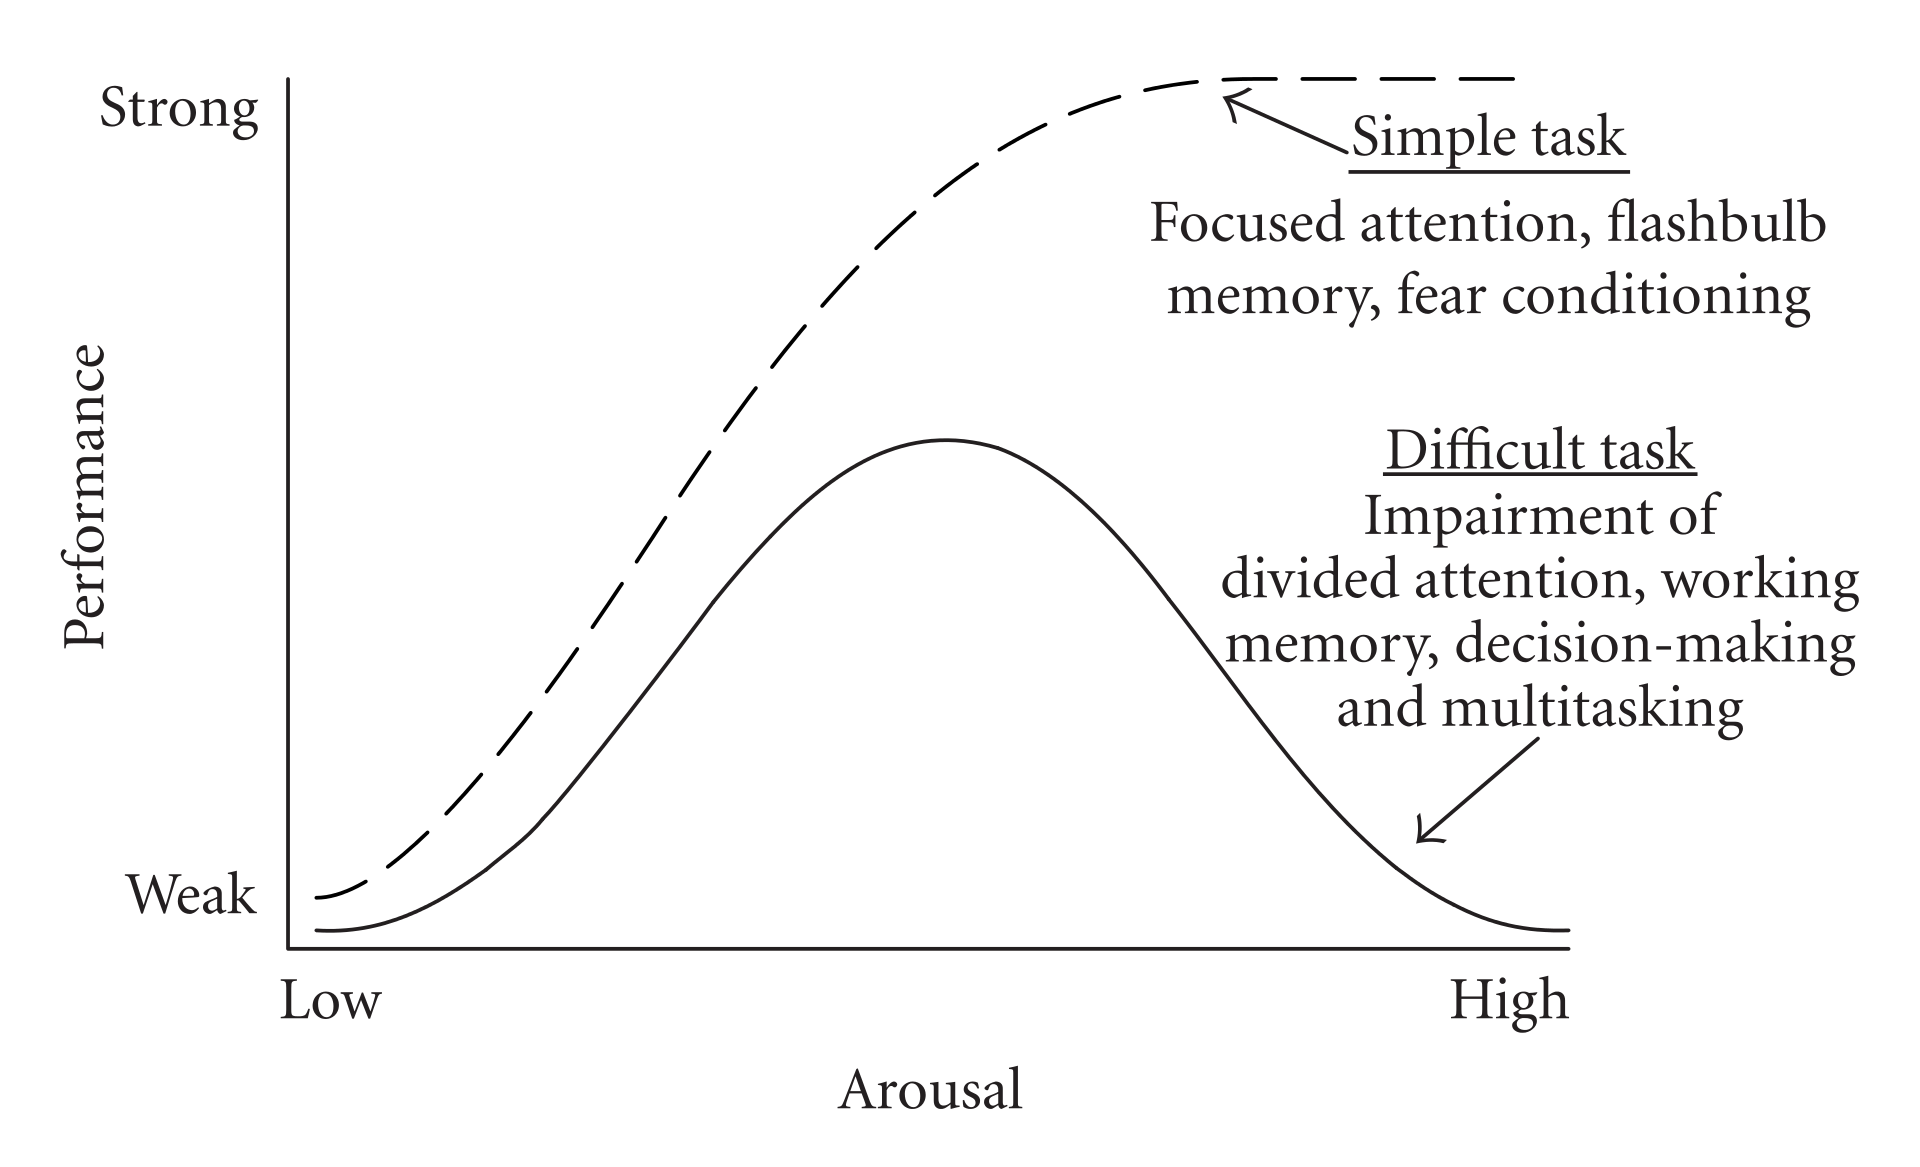 Strong
Simple task
Focused attention, flashbulb
memory, fear conditioning
Performance
Difficult task
Impairment of
divided attention, working
memory, decision-making
and multitasking
Weak
Low
High
Arousal